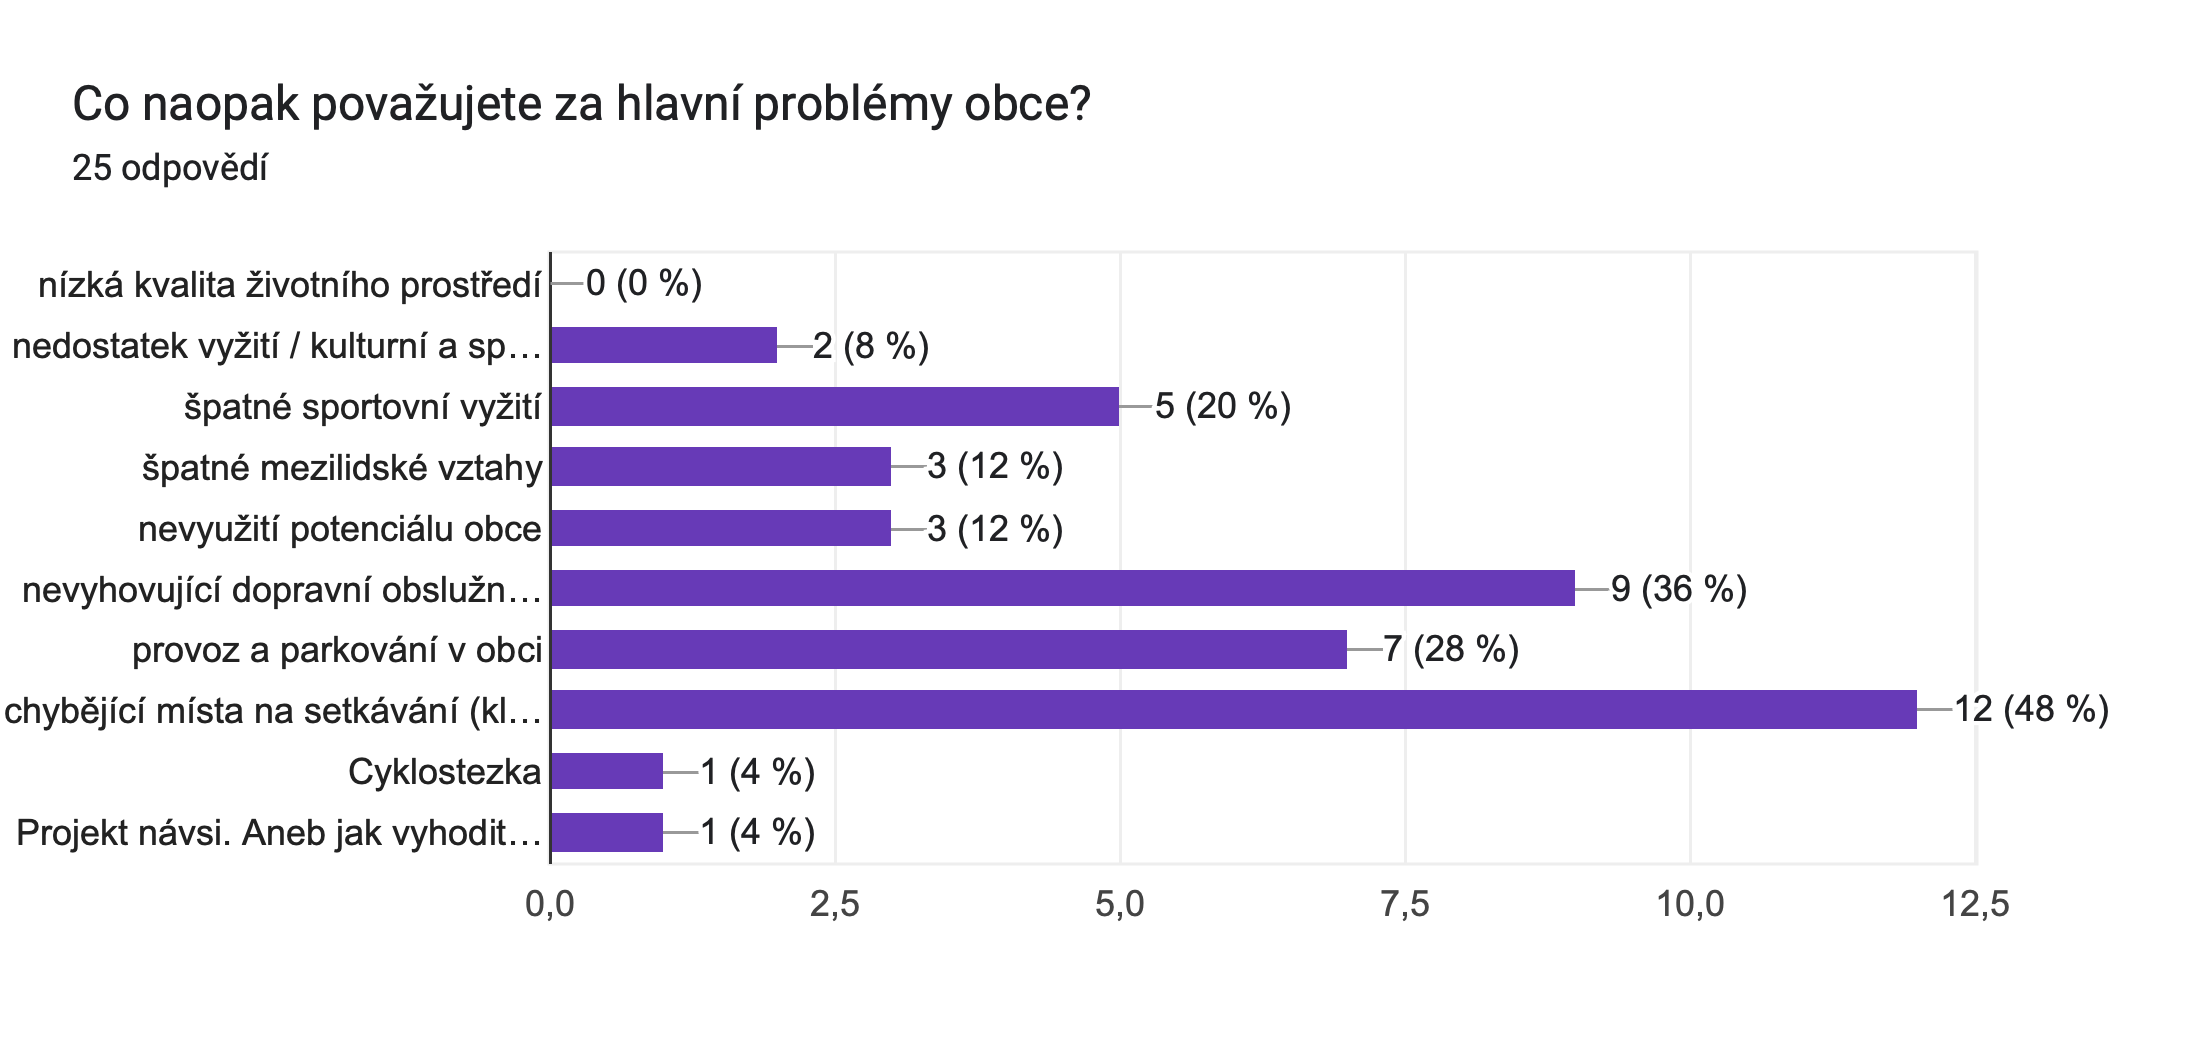 Co naopak považujete za hlavní problémy obce?
25 odpovědí
nízká kvalita životního prostředí 0 (0 %)
nedostatek vyžití / kulturní a sp… 2 (8 %)
špatné sportovní vyžití 5 (20 %)
špatné mezilidské vztahy 3 (12 %)
nevyužití potenciálu obce 3 (12 %)
nevyhovující dopravní obslužn… 9 (36 %)
provoz a parkování v obci 7 (28 %)
chybějící místa na setkávání (kl… 12 (48 %)
Cyklostezka 1 (4 %)
Projekt návsi. Aneb jak vyhodit… 1 (4 %)
0,0 2,5 5,0 7,5 10,0 12,5